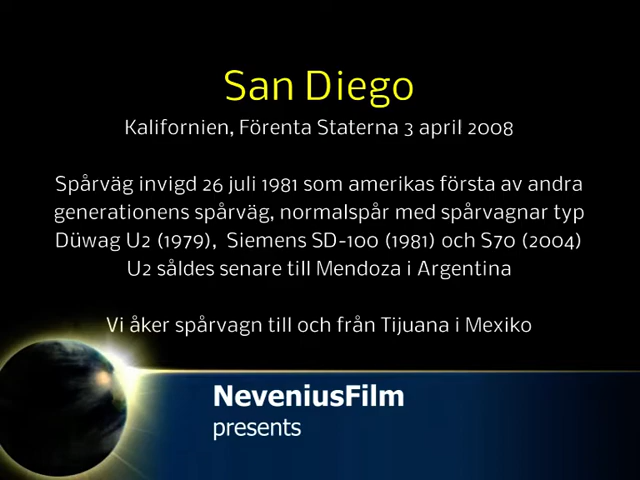 San Diego
Kalifornien, Förenta Staterna 3 april 2008
Spårväg invigd 26 juli 1981 som amerikas första av andra
generationens spårväg, normalspår med spårvagnar typ
Düwag U2 (1979), Siemens SD-100 (1981) och S70 (2004)
U2 såldes senare till Mendoza i Argentina
Vi åker spårvagn till och från Tijuana i Mexiko
NeveniusFilm
presents